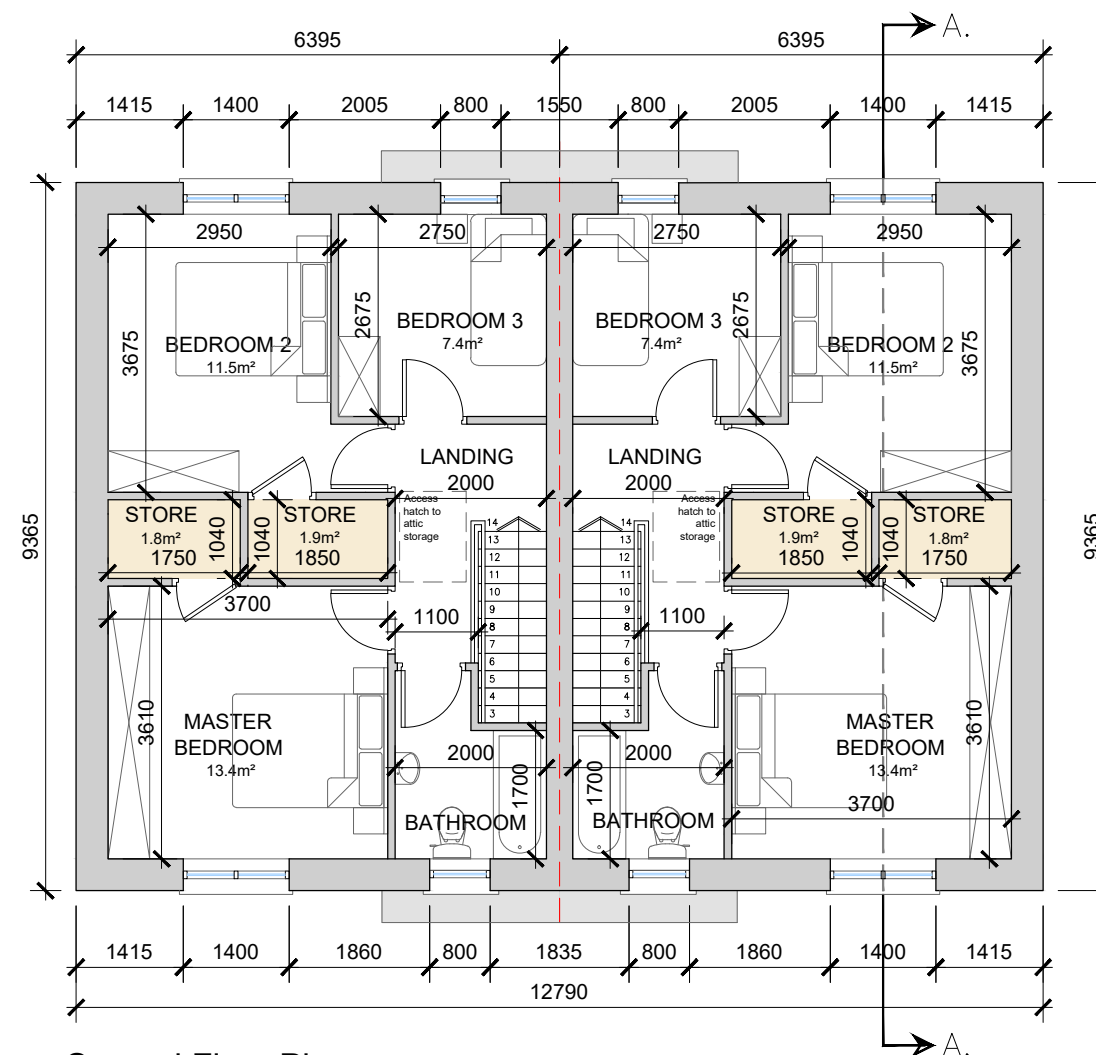 A.
6395 6395
1415 1400 2005 800 1550 800 2005 1400 1415
2950 2750 2750 2950
3675 2675 2675 3675
BEDROOM 2
11.5m²
BEDROOM 3
7.4m²
BEDROOM 3
7.4m²
BEDROOM 2
11.5m²
LANDING
2000
LANDING
2000
Access
hatch to
attic
storage
Access
hatch to
attic
storage
9365
9365
STORE
1.8m²
1750
1040
STORE
1.9m²
1850
1040
STORE
1.9m²
1850
1040
STORE
1.8m²
1750
1040
14
13
12
11
10
9
8
7
6
5
4
3
14
13
12
11
10
9
8
7
6
5
4
3
3700
1100
1100
3610
MASTER
BEDROOM
13.4m²
2000
1700
BATHROOM
2000
1700
BATHROOM
MASTER
BEDROOM
13.4m²
3610
3700
1415 1400 1860 800 1835 800 1860 1400 1415
12790
A.